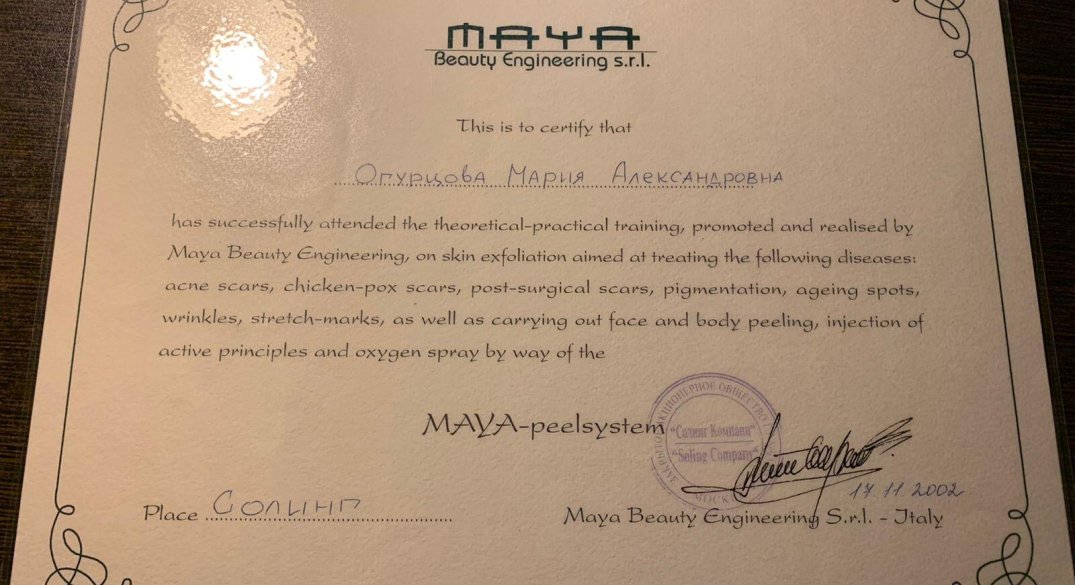 MAYA
Beauty Engineering s.r.l.
This is to certify that
Огурцова Мария Александровна
has successfully attended the theoretical-practical training, promoted and realised by
Maya Beauty Engineering, on skin exfoliation aimed at treating the following diseases:
acne scars, chicken-pox scars, post-surgical scars, pigmentation, ageing spots,
wrinkles, stretch-marks, as well as carrying out face and body peeling, injection of
active principles and oxygen spray by way of the
MAYA-peelsystem
ЗАКРЫТОЕ АКЦИОНЕРНОЕ ОБЩЕСТВО
"Солинг Компани"
"Soling Company"
МОСКВА
17.11.2002
Place Солинг
Maya Beauty Engineering S.r.l. - Italy